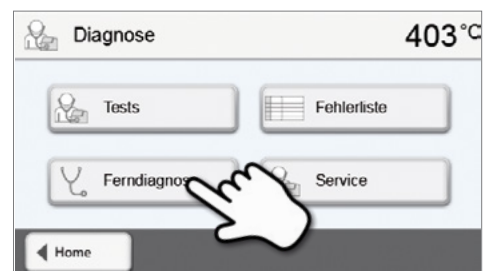 Diagnose
403 °C
Tests
Fehlerliste
Ferndiagnos
Service
Home